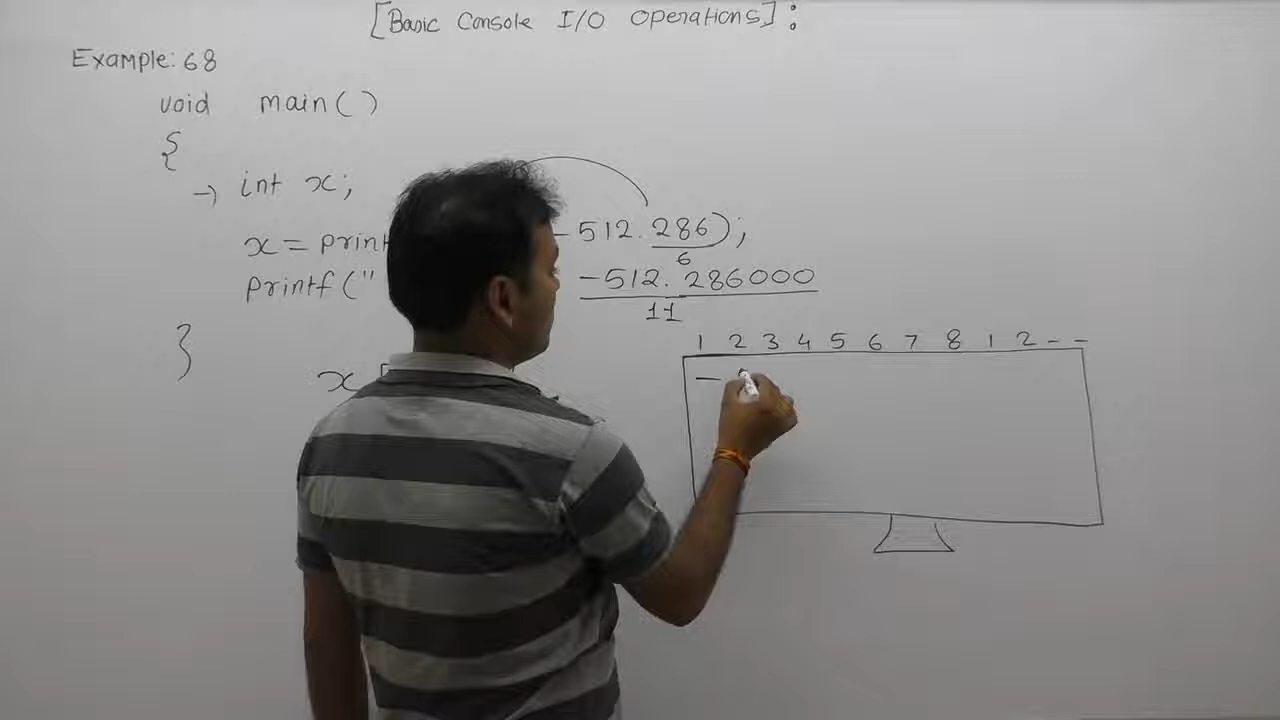 [Basic Console I/O Operations]:
Example: 68
void main( )
{
→ int x;
x = print -512.286);
6
printf (" -512.286000
11
}
1 2 3 4 5 6 7 8 1 2 - -
x [
-